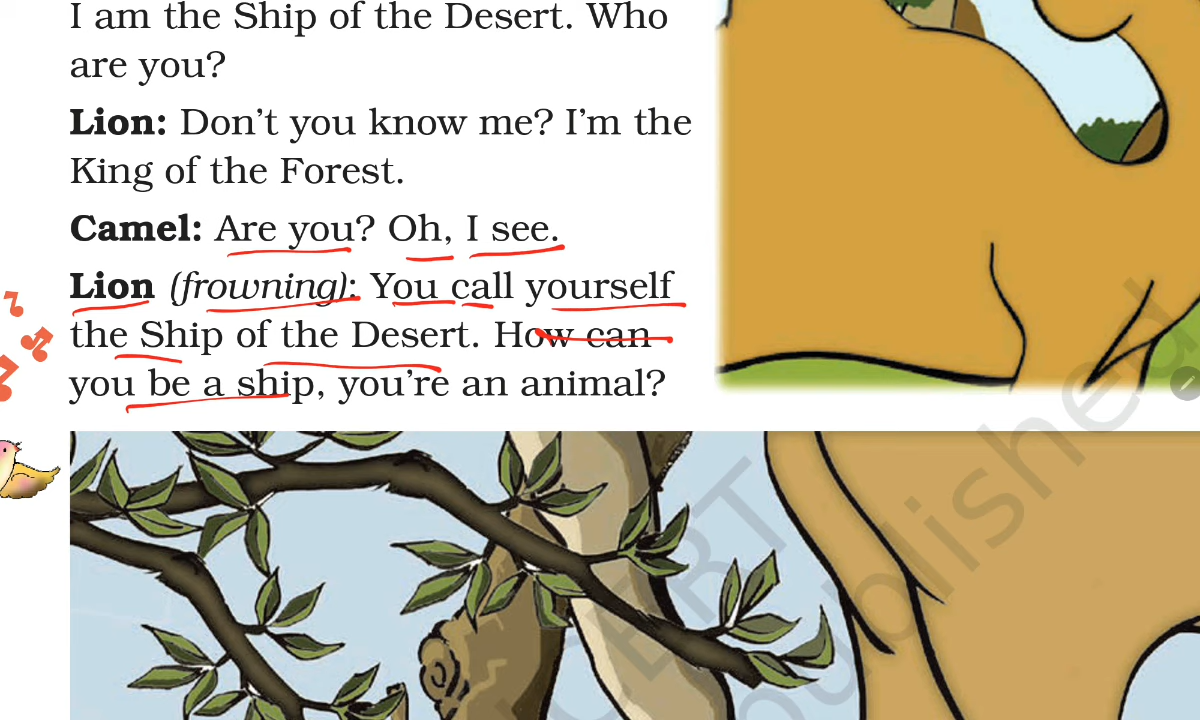 I am the Ship of the Desert. Who
are you?
Lion: Don't you know me? I'm the
King of the Forest.
Camel: Are you? Oh, I see.
Lion (frowning): You call yourself
the Ship of the Desert. How can
you be a ship, you're an animal?